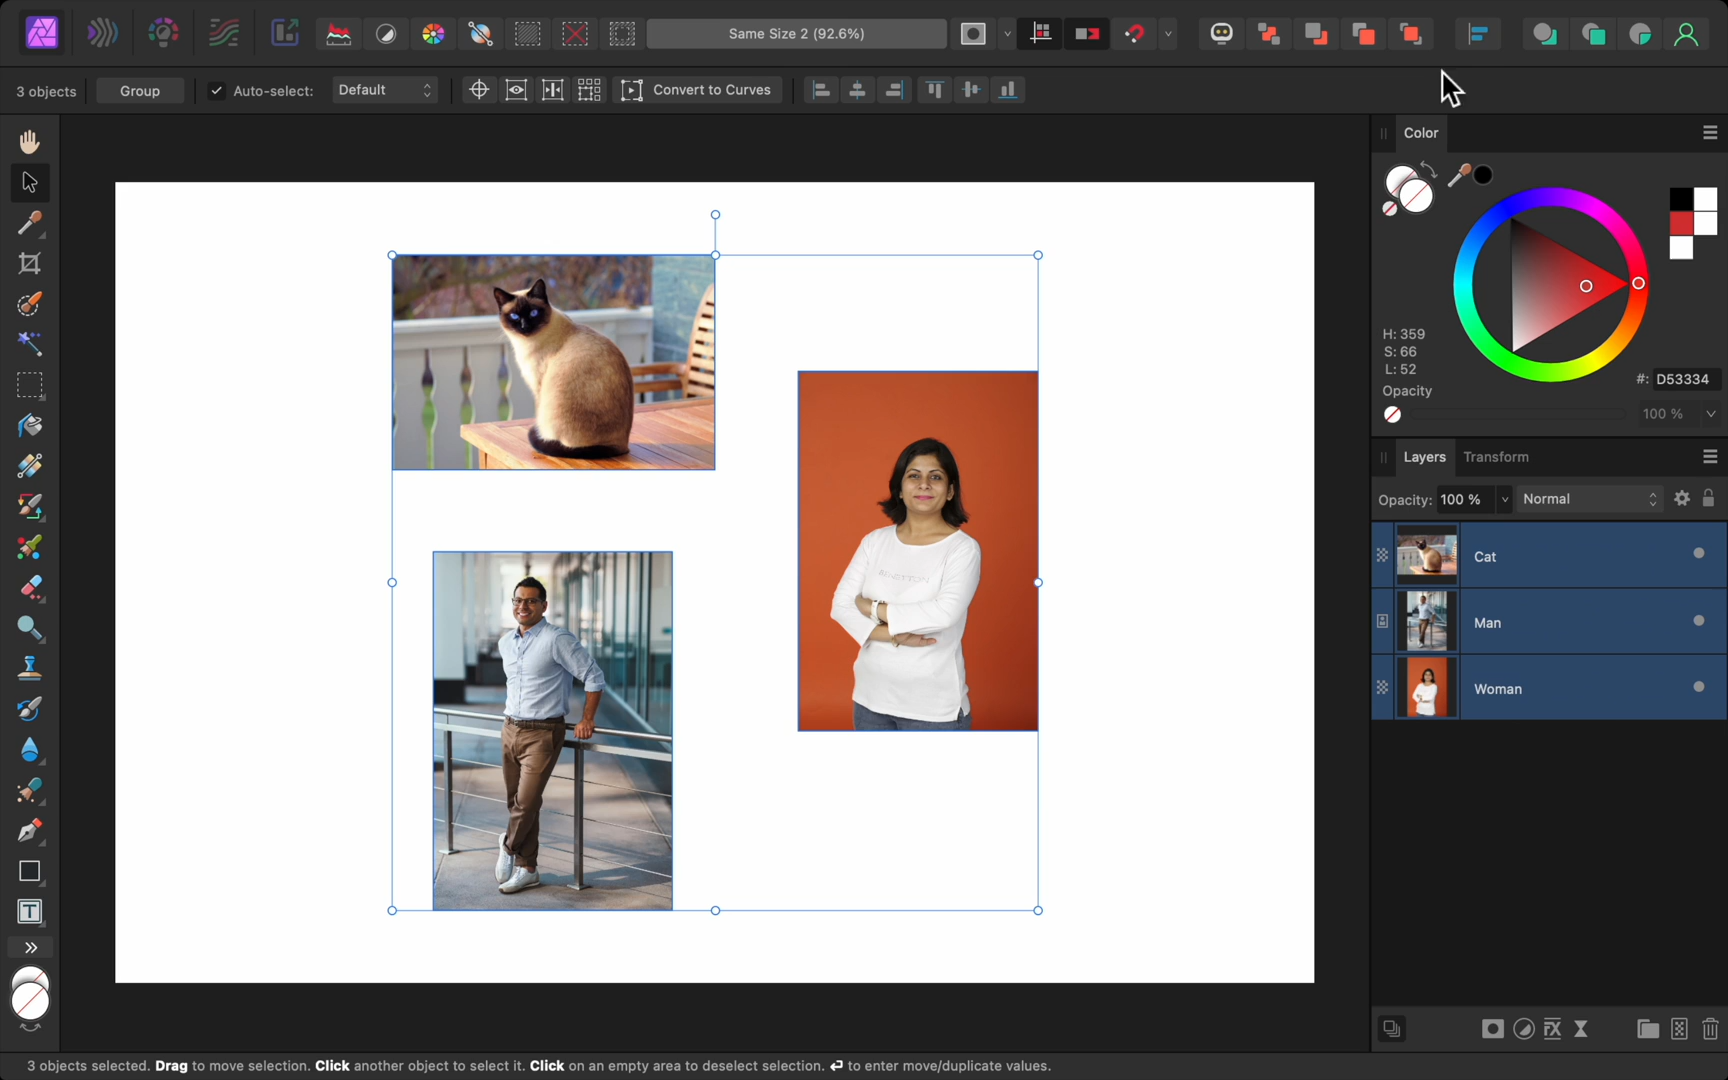 Same Size 2 (92.6%)
3 objects
Group
Auto-select:
Default
Convert to Curves
Color
H: 359
S: 66
L: 52
#: D53334
Opacity
100 %
Layers
Transform
Opacity: 100 %
Normal
Cat
Man
Woman
3 objects selected. Drag to move selection. Click another object to select it. Click on an empty area to deselect selection. ↵ to enter move/duplicate values.